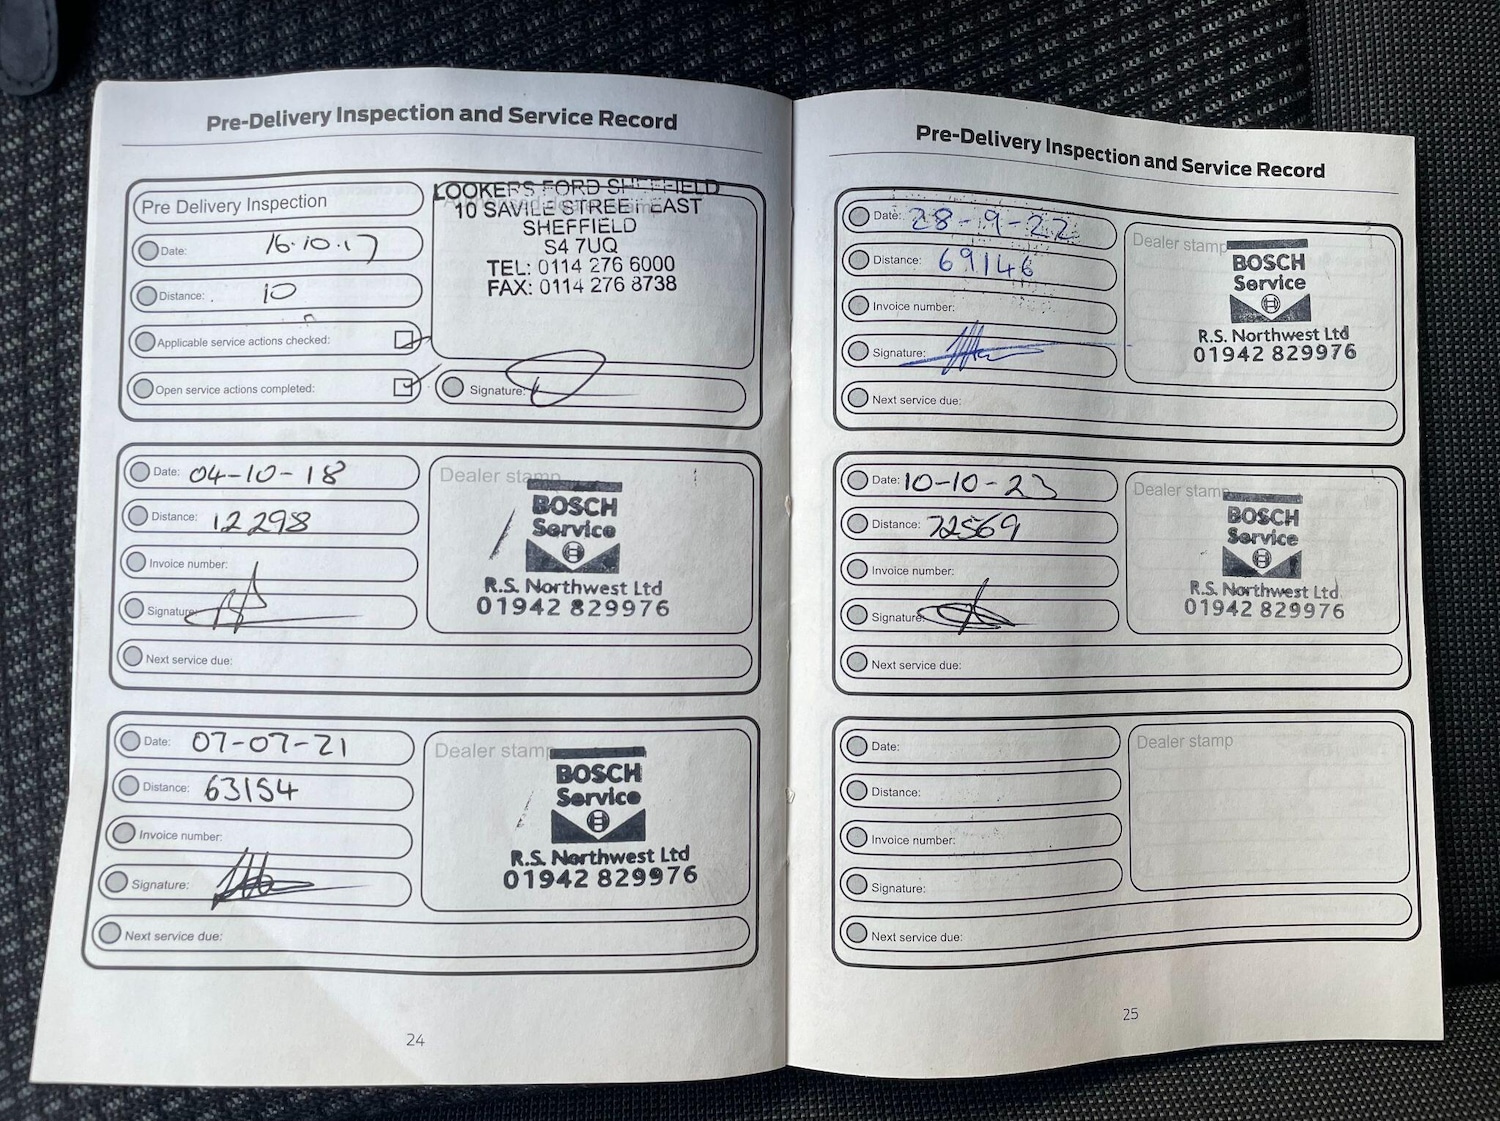 Pre-Delivery Inspection and Service Record
Pre Delivery Inspection
Date: 16.10.17
Distance: 10
Applicable service actions checked:
Open service actions completed:
LOOKERS FORD SHEFFIELD
10 SAVILE STREET EAST
SHEFFIELD
S4 7UQ
TEL: 0114 276 6000
FAX: 0114 276 8738
Signature:
Date: 04-10-18
Distance: 12298
Invoice number:
Signature:
Next service due:
Dealer stamp
BOSCH
Service
R.S. Northwest Ltd
01942 829976
Date: 07-07-21
Distance: 63154
Invoice number:
Signature:
Next service due:
Dealer stamp
BOSCH
Service
R.S. Northwest Ltd
01942 829976
24
Pre-Delivery Inspection and Service Record
Date: 28-9-22
Distance: 69146
Invoice number:
Signature:
Next service due:
Dealer stamp
BOSCH
Service
R.S. Northwest Ltd
01942 829976
Date: 10-10-23
Distance: 72569
Invoice number:
Signature:
Next service due:
Dealer stamp
BOSCH
Service
R.S. Northwest Ltd
01942 829976
Date:
Distance:
Invoice number:
Signature:
Next service due:
Dealer stamp
25